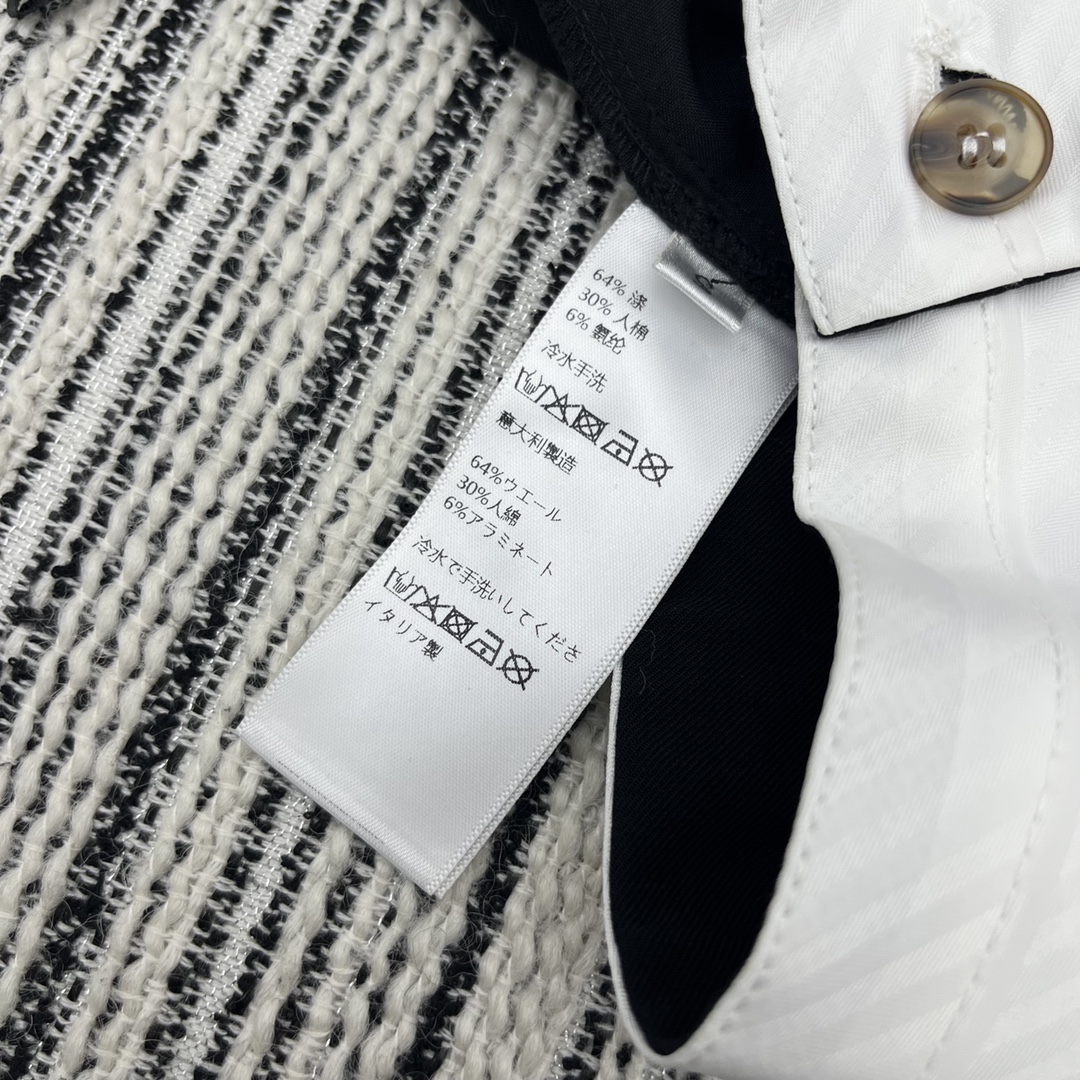 64% 涤
30% 人棉
6% 氨纶
冷水手洗
意大利製造
64%ウエール
30%人綿
6%アラミネート
冷水で手洗いしてくださ
イタリア製